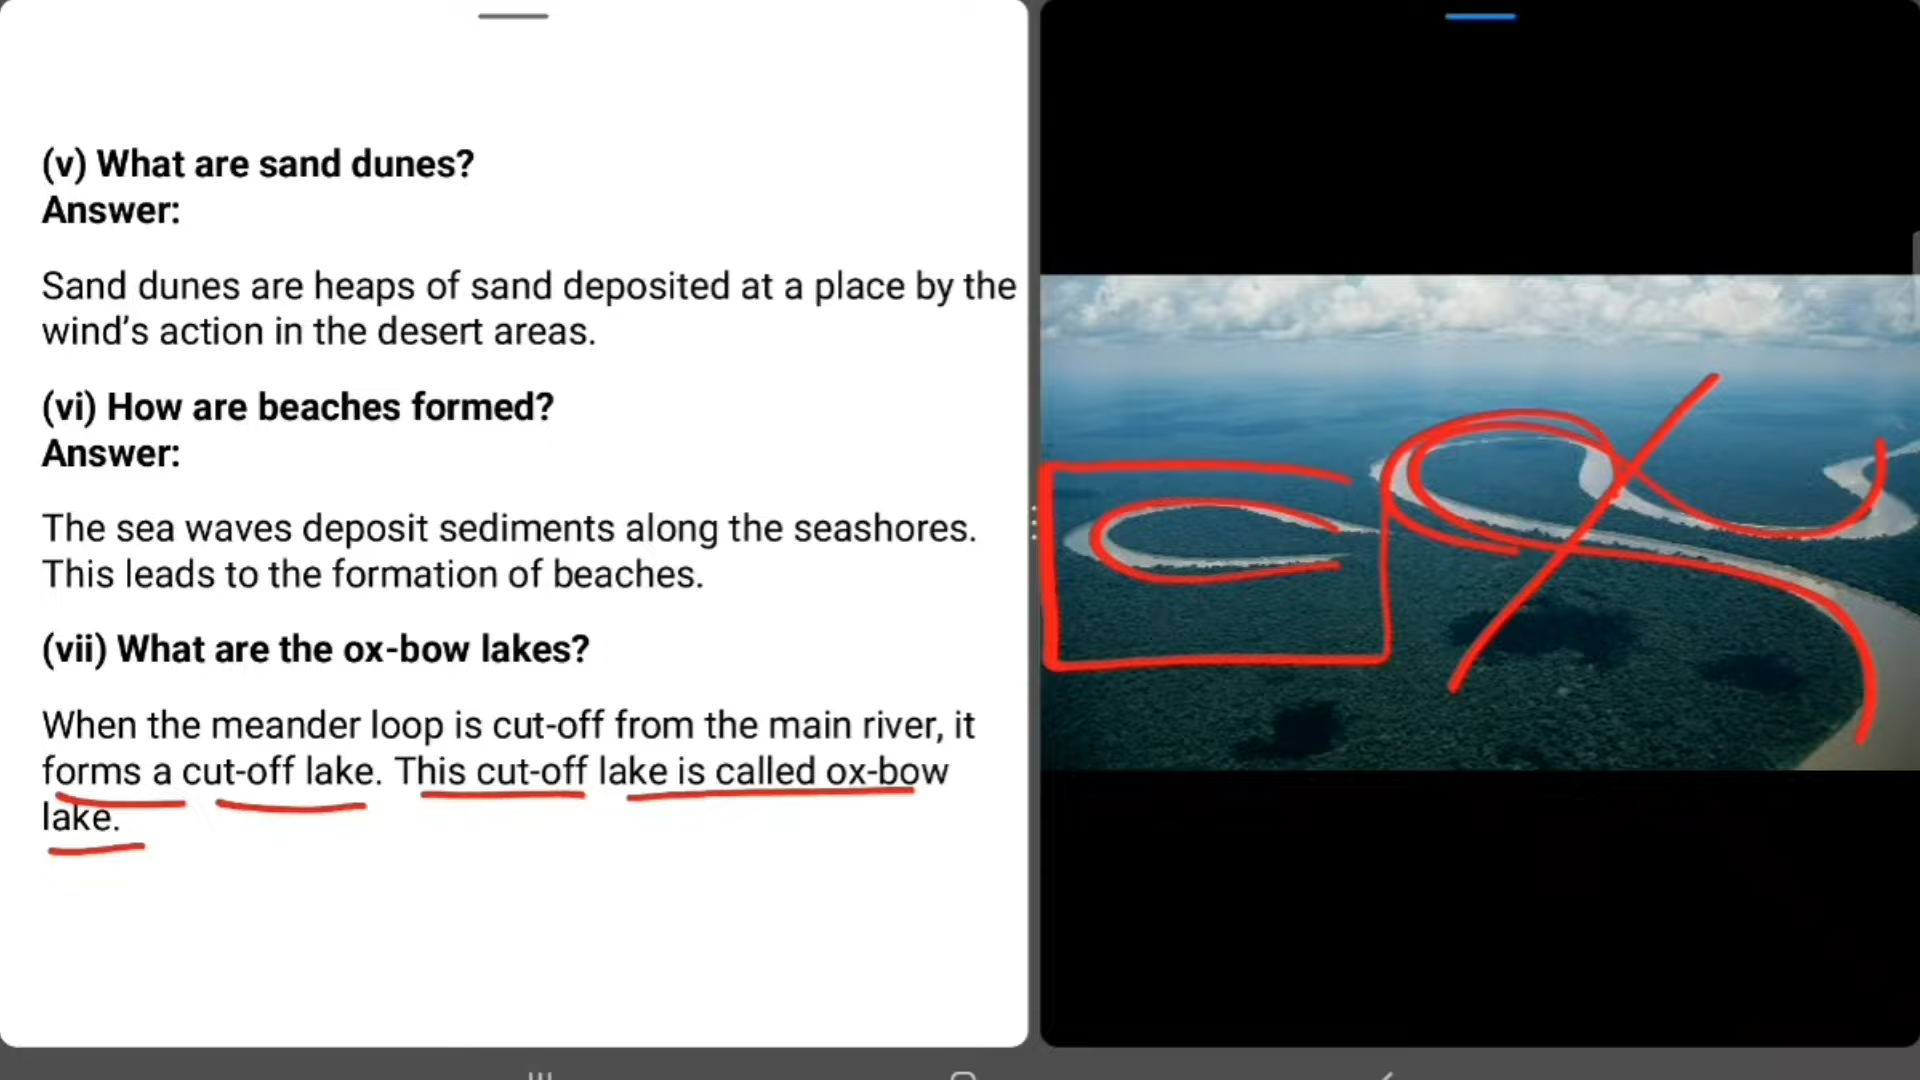 (v) What are sand dunes?
Answer:
Sand dunes are heaps of sand deposited at a place by the
wind’s action in the desert areas.
(vi) How are beaches formed?
Answer:
The sea waves deposit sediments along the seashores.
This leads to the formation of beaches.
(vii) What are the ox-bow lakes?
When the meander loop is cut-off from the main river, it
forms a cut-off lake. This cut-off lake is called ox-bow
lake.